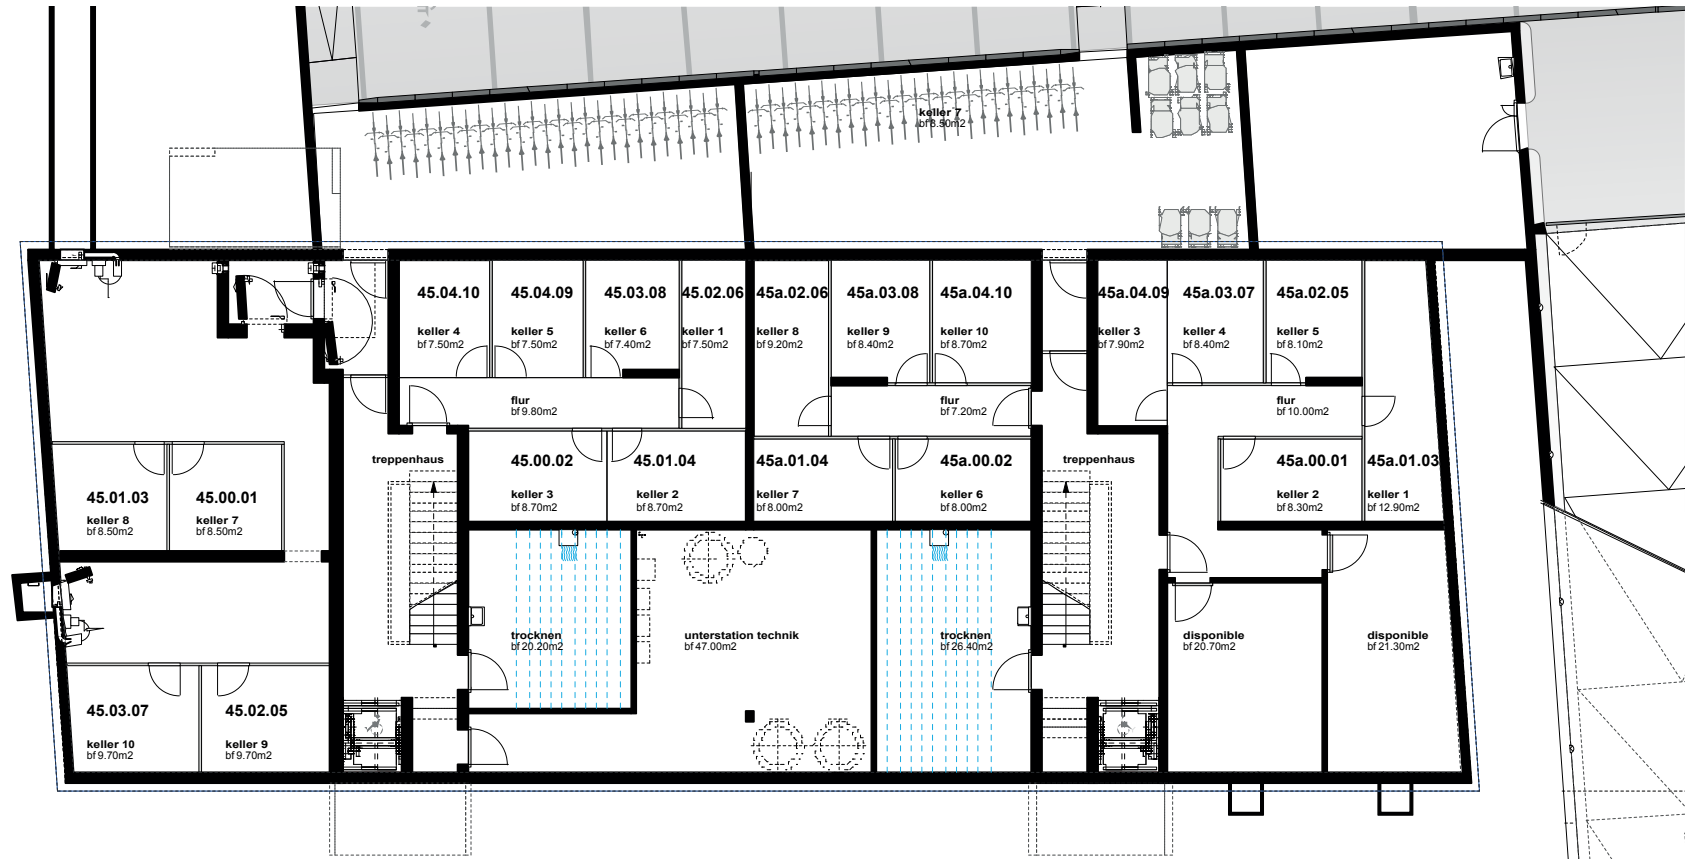 keller 7
bf 8.50m2
45.04.10
keller 4
bf 7.50m2
45.04.09
keller 5
bf 7.50m2
45.03.08
keller 6
bf 7.40m2
45.02.06
keller 1
bf 7.50m2
45a.02.06
keller 8
bf 9.20m2
45a.03.08
keller 9
bf 8.40m2
45a.04.10
keller 10
bf 8.70m2
45a.04.09
keller 3
bf 7.90m2
45a.03.07
keller 4
bf 8.40m2
45a.02.05
keller 5
bf 8.10m2
flur
bf 9.80m2
flur
bf 7.20m2
flur
bf 10.00m2
treppenhaus
45.00.02
keller 3
bf 8.70m2
45.01.04
keller 2
bf 8.70m2
45a.01.04
keller 7
bf 8.00m2
45a.00.02
keller 6
bf 8.00m2
treppenhaus
45a.00.01
keller 2
bf 8.30m2
45a.01.03
keller 1
bf 12.90m2
45.01.03
keller 8
bf 8.50m2
45.00.01
keller 7
bf 8.50m2
trocknen
bf 20.20m2
unterstation technik
bf 47.00m2
trocknen
bf 26.40m2
disponible
bf 20.70m2
disponible
bf 21.30m2
45.03.07
keller 10
bf 9.70m2
45.02.05
keller 9
bf 9.70m2